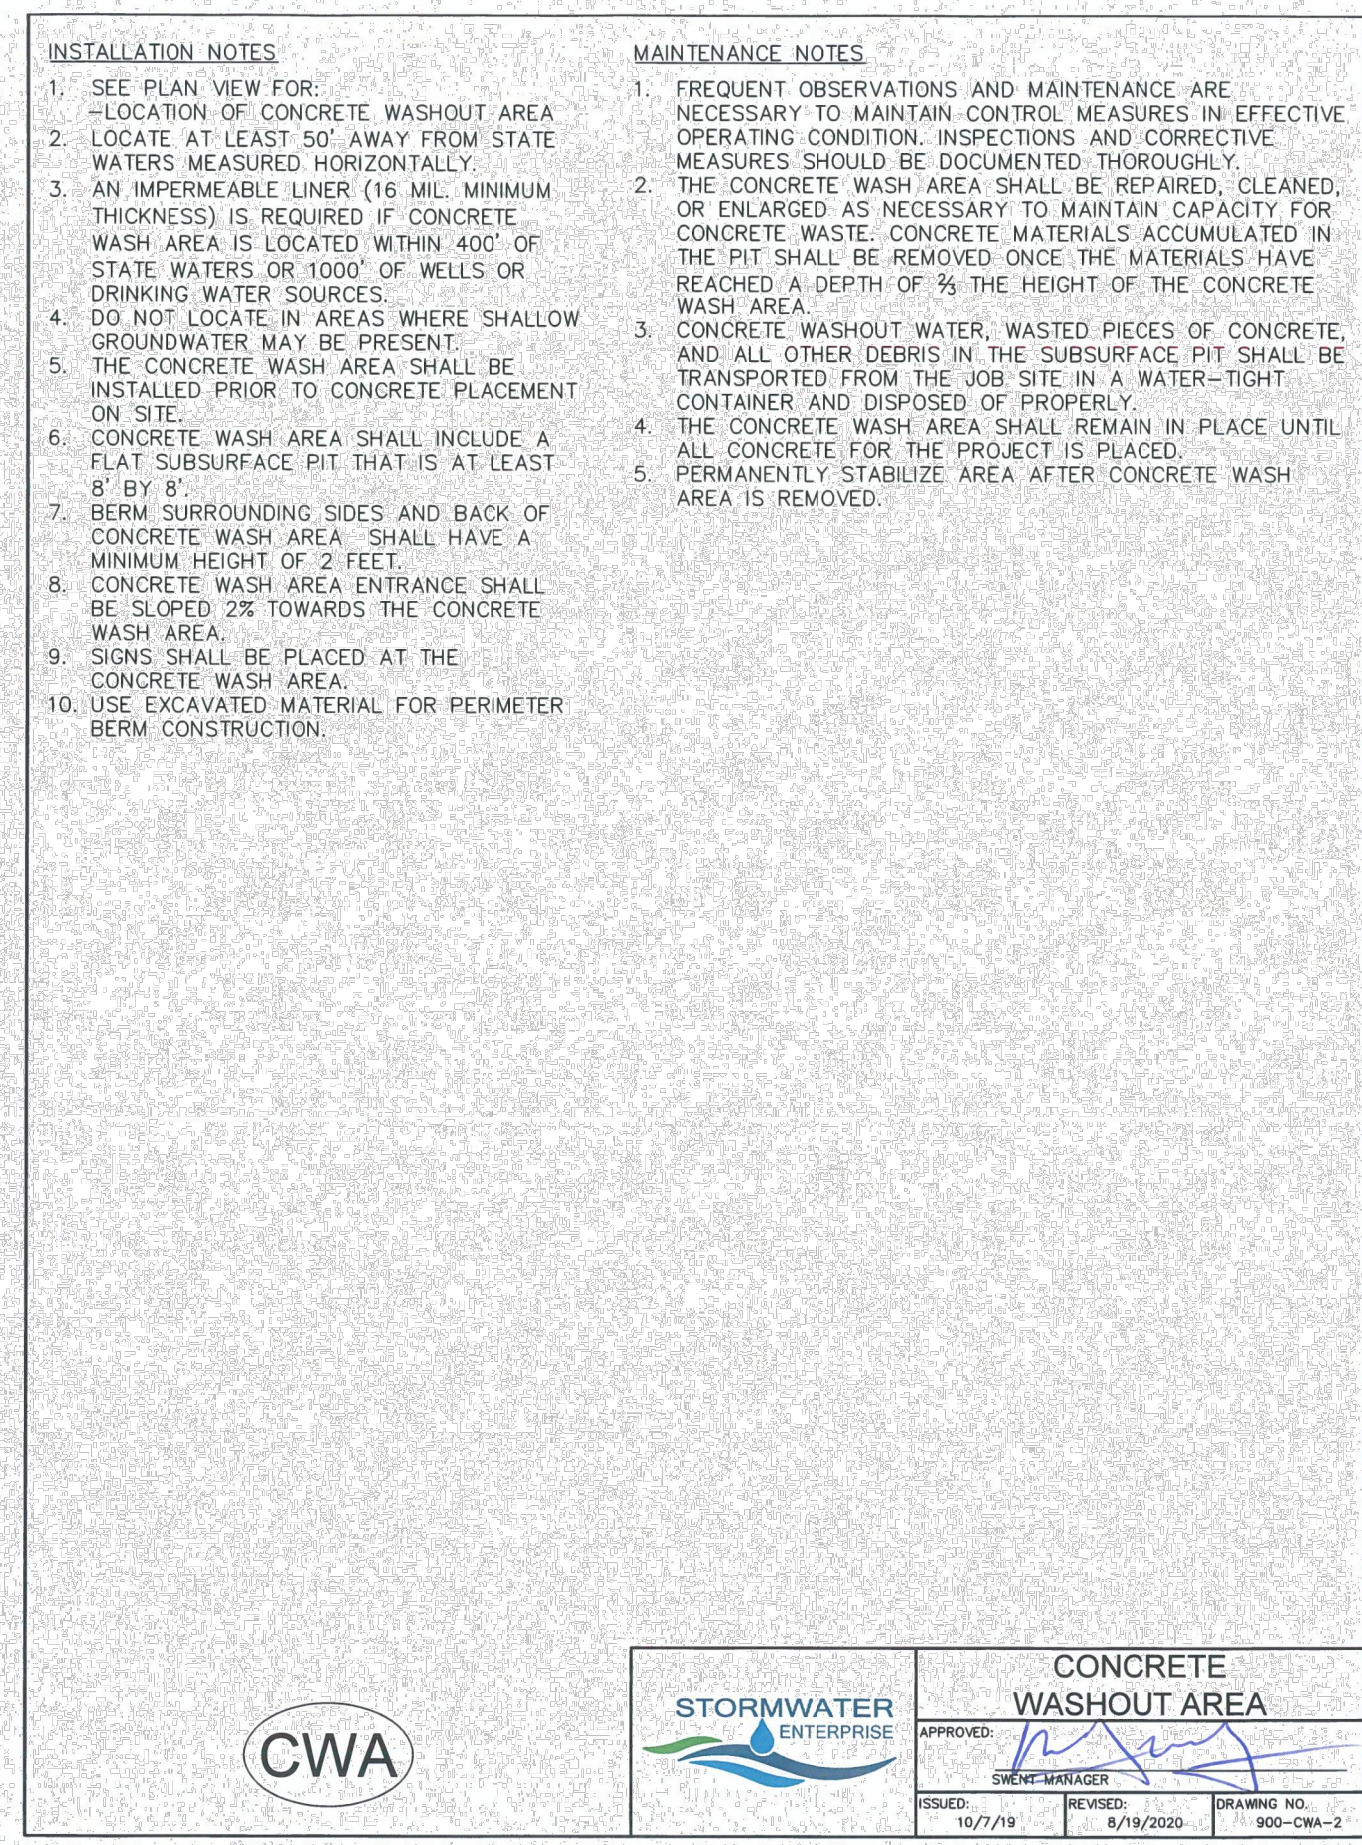 INSTALLATION NOTES
1. SEE PLAN VIEW FOR:
-LOCATION OF CONCRETE WASHOUT AREA
2. LOCATE AT LEAST 50' AWAY FROM STATE
WATERS MEASURED HORIZONTALLY.
3. AN IMPERMEABLE LINER (16 MIL. MINIMUM
THICKNESS) IS REQUIRED IF CONCRETE
WASH AREA IS LOCATED WITHIN 400' OF
STATE WATERS OR 1000' OF WELLS OR
DRINKING WATER SOURCES.
4. DO NOT LOCATE IN AREAS WHERE SHALLOW
GROUNDWATER MAY BE PRESENT.
5. THE CONCRETE WASH AREA SHALL BE
INSTALLED PRIOR TO CONCRETE PLACEMENT
ON SITE.
6. CONCRETE WASH AREA SHALL INCLUDE A
FLAT SUBSURFACE PIT THAT IS AT LEAST
8' BY 8'.
7. BERM SURROUNDING SIDES AND BACK OF
CONCRETE WASH AREA SHALL HAVE A
MINIMUM HEIGHT OF 2 FEET.
8. CONCRETE WASH AREA ENTRANCE SHALL
BE SLOPED 2% TOWARDS THE CONCRETE
WASH AREA.
9. SIGNS SHALL BE PLACED AT THE
CONCRETE WASH AREA.
10. USE EXCAVATED MATERIAL FOR PERIMETER
BERM CONSTRUCTION.
MAINTENANCE NOTES
1. FREQUENT OBSERVATIONS AND MAINTENANCE ARE
NECESSARY TO MAINTAIN CONTROL MEASURES IN EFFECTIVE
OPERATING CONDITION. INSPECTIONS AND CORRECTIVE
MEASURES SHOULD BE DOCUMENTED THOROUGHLY.
2. THE CONCRETE WASH AREA SHALL BE REPAIRED, CLEANED,
OR ENLARGED AS NECESSARY TO MAINTAIN CAPACITY FOR
CONCRETE WASTE. CONCRETE MATERIALS ACCUMULATED IN
THE PIT SHALL BE REMOVED ONCE THE MATERIALS HAVE
REACHED A DEPTH OF ⅔ THE HEIGHT OF THE CONCRETE
WASH AREA.
3. CONCRETE WASHOUT WATER, WASTED PIECES OF CONCRETE,
AND ALL OTHER DEBRIS IN THE SUBSURFACE PIT SHALL BE
TRANSPORTED FROM THE JOB SITE IN A WATER-TIGHT
CONTAINER AND DISPOSED OF PROPERLY.
4. THE CONCRETE WASH AREA SHALL REMAIN IN PLACE UNTIL
ALL CONCRETE FOR THE PROJECT IS PLACED.
5. PERMANENTLY STABILIZE AREA AFTER CONCRETE WASH
AREA IS REMOVED.
CWA
STORMWATER
ENTERPRISE
CONCRETE
WASHOUT AREA
APPROVED:
SWENT MANAGER
ISSUED:
10/7/19
REVISED:
8/19/2020
DRAWING NO.
900-CWA-2